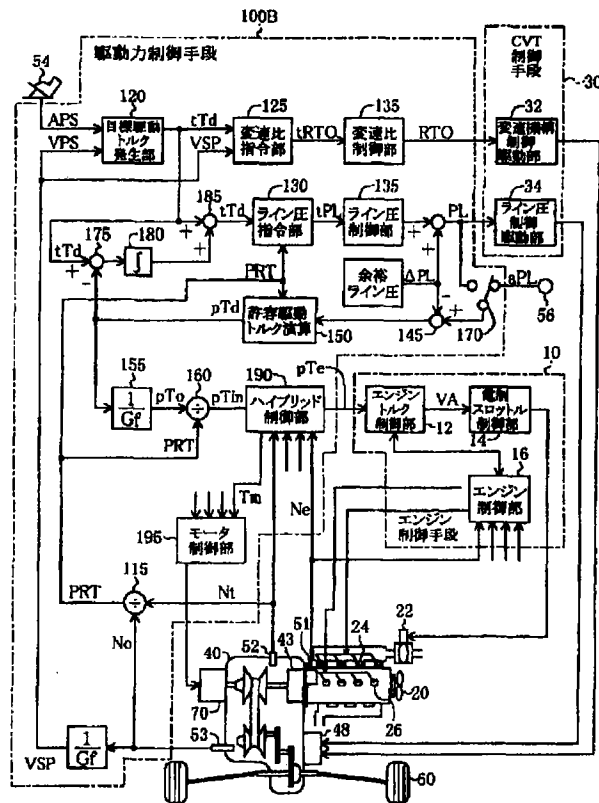 100B
54
駆動力制御手段
CVT
制御
手段
30
120
125
135
32
APS
VPS
目標駆動
トルク
発生部
tTd
VSP
変速比
指令部
tRTO
変速比
制御部
RTO
変速機構
制御
駆動部
185
130
135
34
tTd
175
180
∫
tTd
ライン圧
指令部
tPL
ライン圧
制御部
PL
ライン圧
制御
駆動部
PRT
余裕
ライン圧
ΔPL
aPL
56
pTd
許容駆動
トルク演算
150
145
170
10
155
160
190
pTe
1
Gf
pTo
÷
pTin
ハイブリッド
制御部
エンジン
トルク
制御部
12
VA
電制
スロットル
制御部
14
PRT
16
Tm
Ne
エンジン
制御部
エンジン
制御手段
195
モータ
制御部
115
PRT
÷
Nt
No
22
51
24
52
43
40
20
70
26
53
48
1
Gf
VSP
60